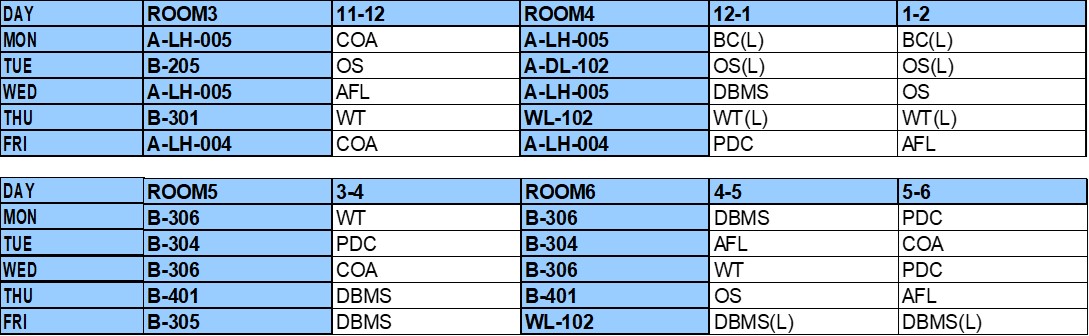 DAY ROOM3 11-12 ROOM4 12-1 1-2
MON A-LH-005 COA A-LH-005 BC(L) BC(L)
TUE B-205 OS A-DL-102 OS(L) OS(L)
WED A-LH-005 AFL A-LH-005 DBMS OS
THU B-301 WT WL-102 WT(L) WT(L)
FRI A-LH-004 COA A-LH-004 PDC AFL
DAY ROOM5 3-4 ROOM6 4-5 5-6
MON B-306 WT B-306 DBMS PDC
TUE B-304 PDC B-304 AFL COA
WED B-306 COA B-306 WT PDC
THU B-401 DBMS B-401 OS AFL
FRI B-305 DBMS WL-102 DBMS(L) DBMS(L)